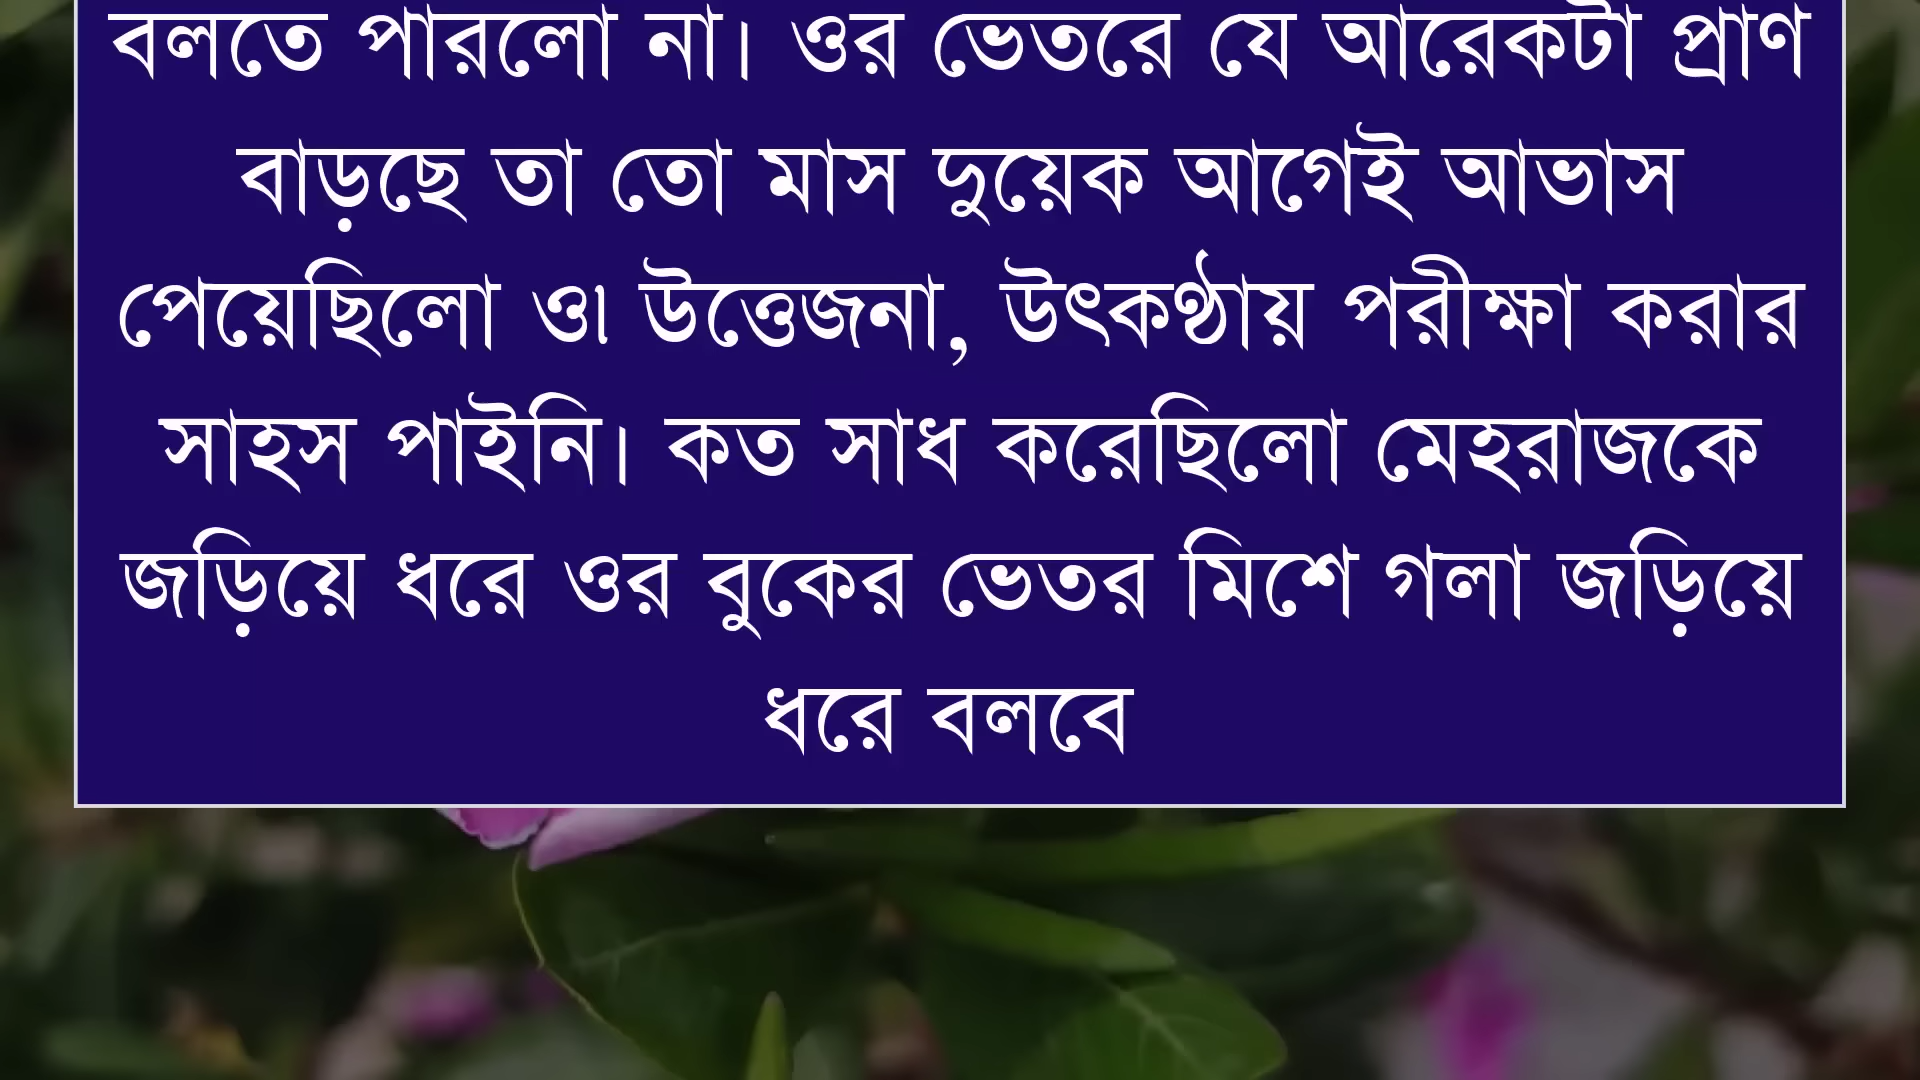 বলতে পারলো না। ওর ভেতরে যে আরেকটা প্রাণ
বাড়ছে তা তো মাস দুয়েক আগেই আভাস
পেয়েছিলো ও৷ উত্তেজনা, উৎকণ্ঠায় পরীক্ষা করার
সাহস পাইনি। কত সাধ করেছিলো মেহরাজকে
জড়িয়ে ধরে ওর বুকের ভেতর মিশে গলা জড়িয়ে
ধরে বলবে